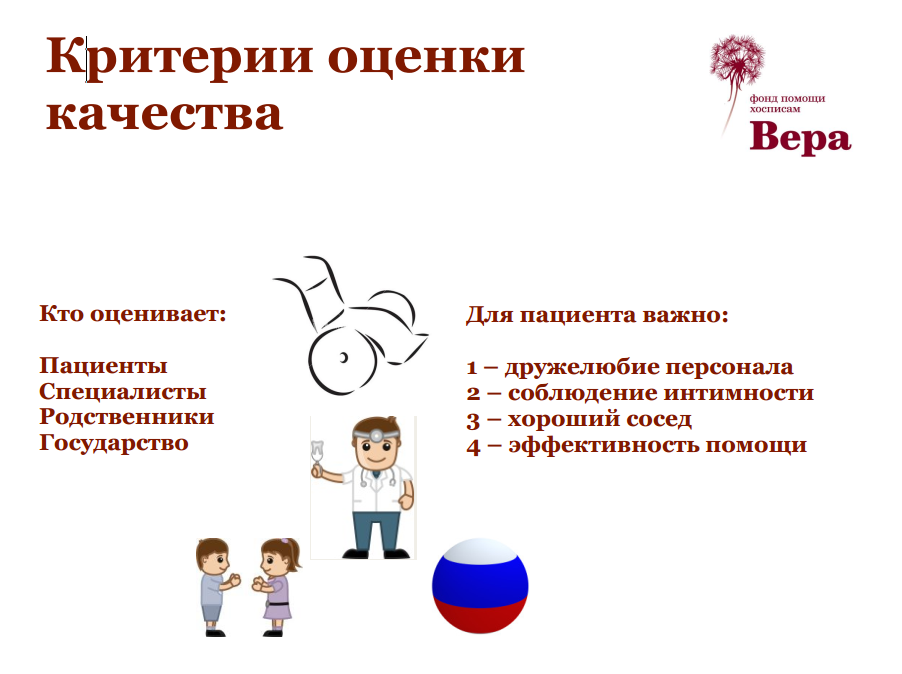 Критерии оценки
качества
фонд помощи
хосписам
Вера
Кто оценивает:
Пациенты
Специалисты
Родственники
Государство
Для пациента важно:
1 – дружелюбие персонала
2 – соблюдение интимности
3 – хороший сосед
4 – эффективность помощи